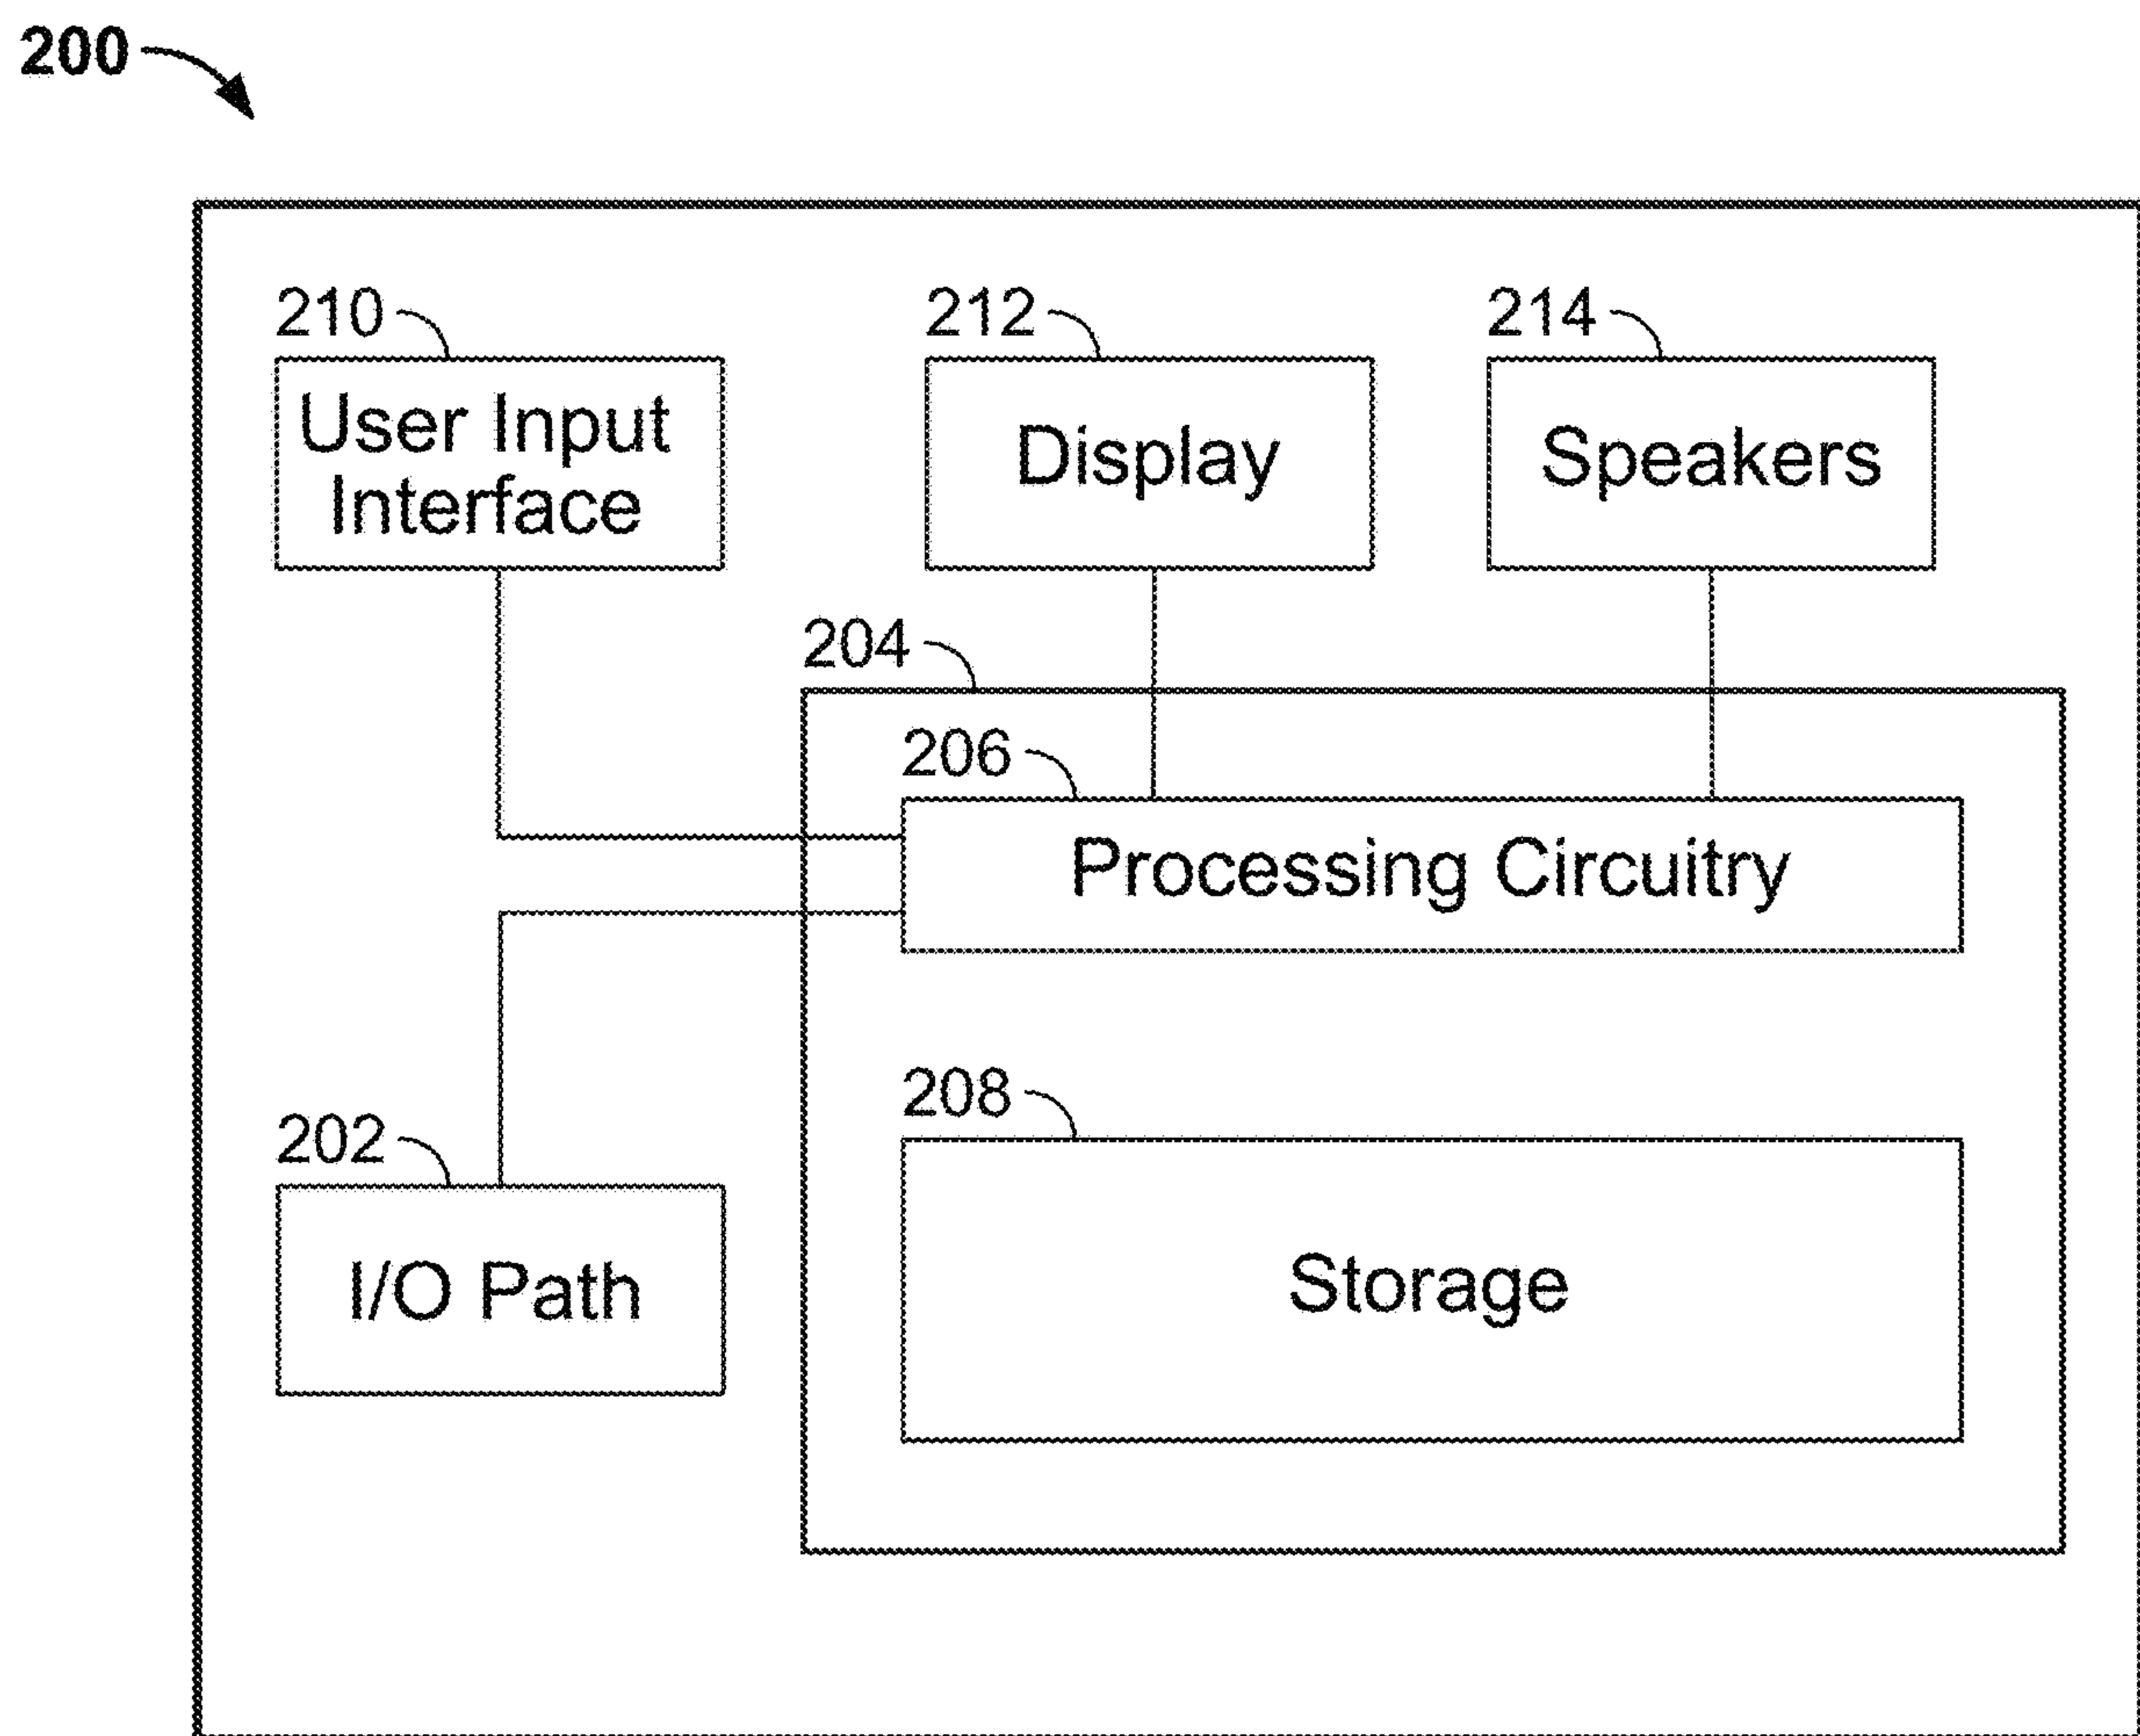 200
210
212
214
User Input
Interface
Display
Speakers
204
206
Processing Circuitry
208
202
Storage
I/O Path